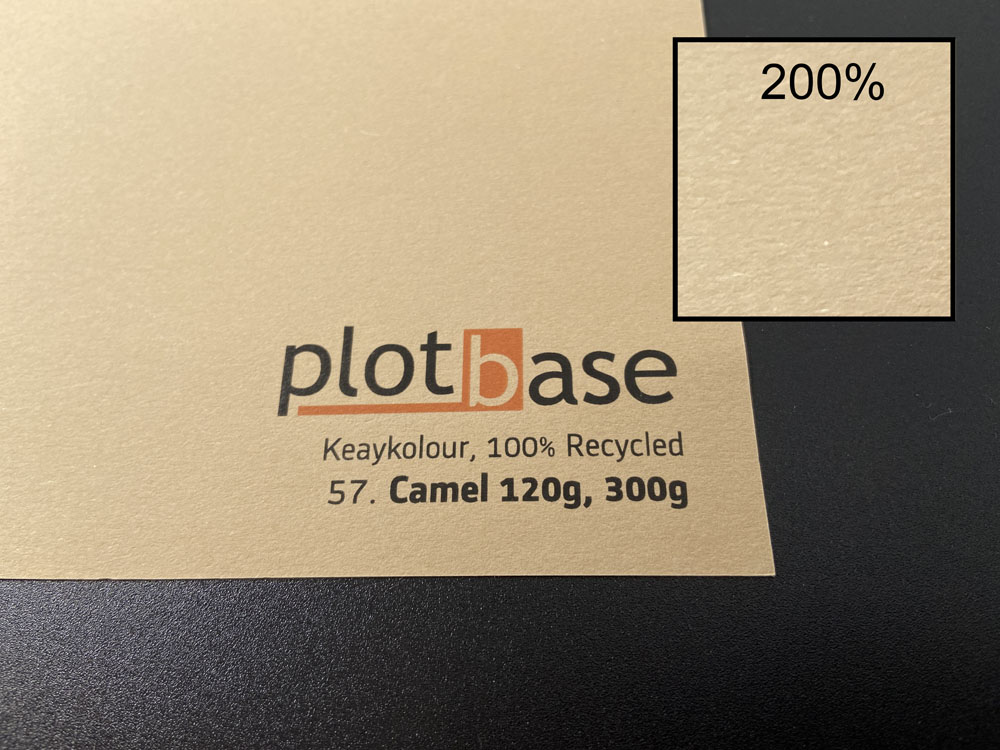 200%
plotbase
Keaykolour, 100% Recycled
57. Camel 120g, 300g